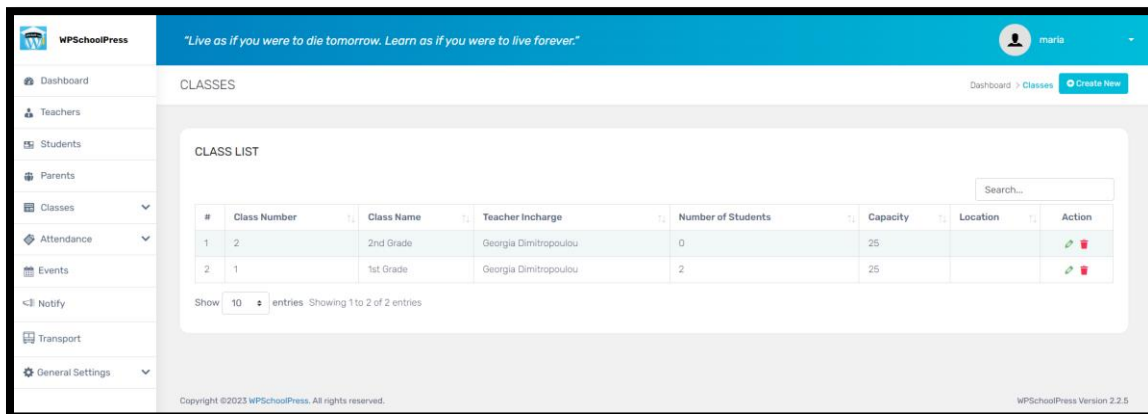 WPSchoolPress
"Live as if you were to die tomorrow. Learn as if you were to live forever."
maria
Dashboard
Teachers
Students
Parents
Classes
Attendance
Events
Notify
Transport
General Settings
CLASSES
Dashboard > Classes
Create New
CLASS LIST
Search...
# Class Number Class Name Teacher Incharge Number of Students Capacity Location Action
1 2 2nd Grade Georgia Dimitropoulou 0 25
2 1 1st Grade Georgia Dimitropoulou 2 25
Show 10 entries Showing 1 to 2 of 2 entries
Copyright ©2023 WPSchoolPress. All rights reserved.
WPSchoolPress Version 2.2.5